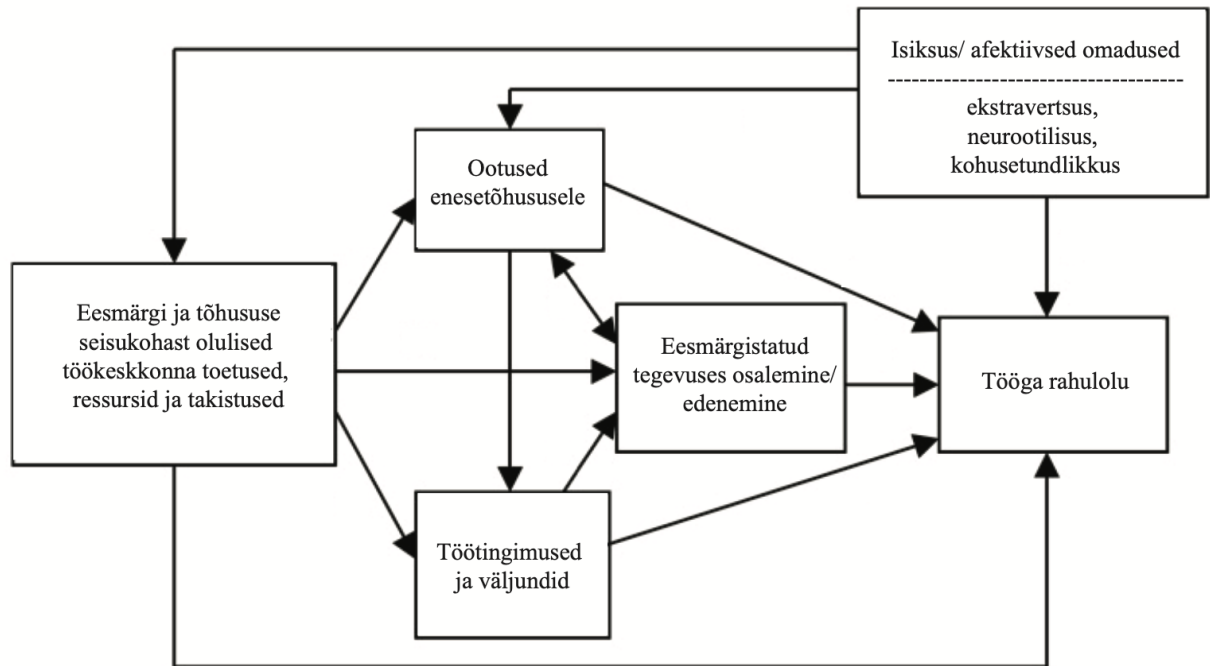 Isiksus/ afektiivsed omadused
------------------------------------
ekstravertsus,
neurootilisus,
kohusetundlikkus
Ootused
enesetõhususele
Eesmärgi ja tõhususe
seisukohast olulised
töökeskkonna toetused,
ressursid ja takistused
Eesmärgistatud
tegevuses osalemine/
edenemine
Tööga rahulolu
Töötingimused
ja väljundid